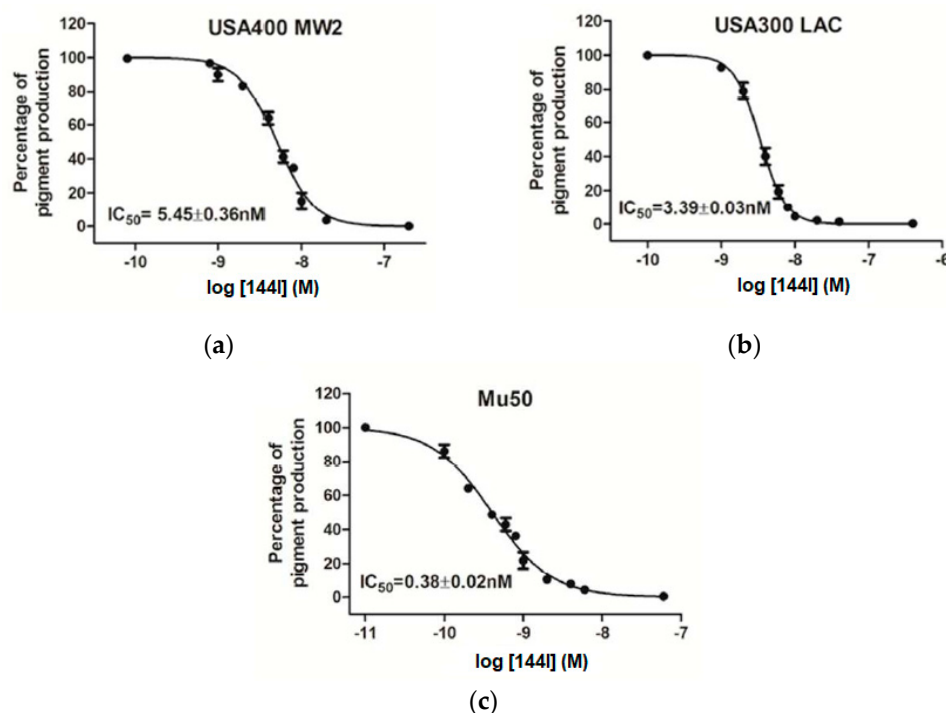 USA400 MW2
120
100
80
60
40
20
0
Percentage of
pigment production
IC50= 5.45±0.36nM
-10
-9
-8
-7
log [144l] (M)
(a)
USA300 LAC
120
100
80
60
40
20
0
Percentage of
pigment production
IC50=3.39±0.03nM
-10
-9
-8
-7
-6
log [144l] (M)
(b)
Mu50
120
100
80
60
40
20
0
Percentage of
pigment production
IC50=0.38±0.02nM
-11
-10
-9
-8
-7
log [144l] (M)
(c)